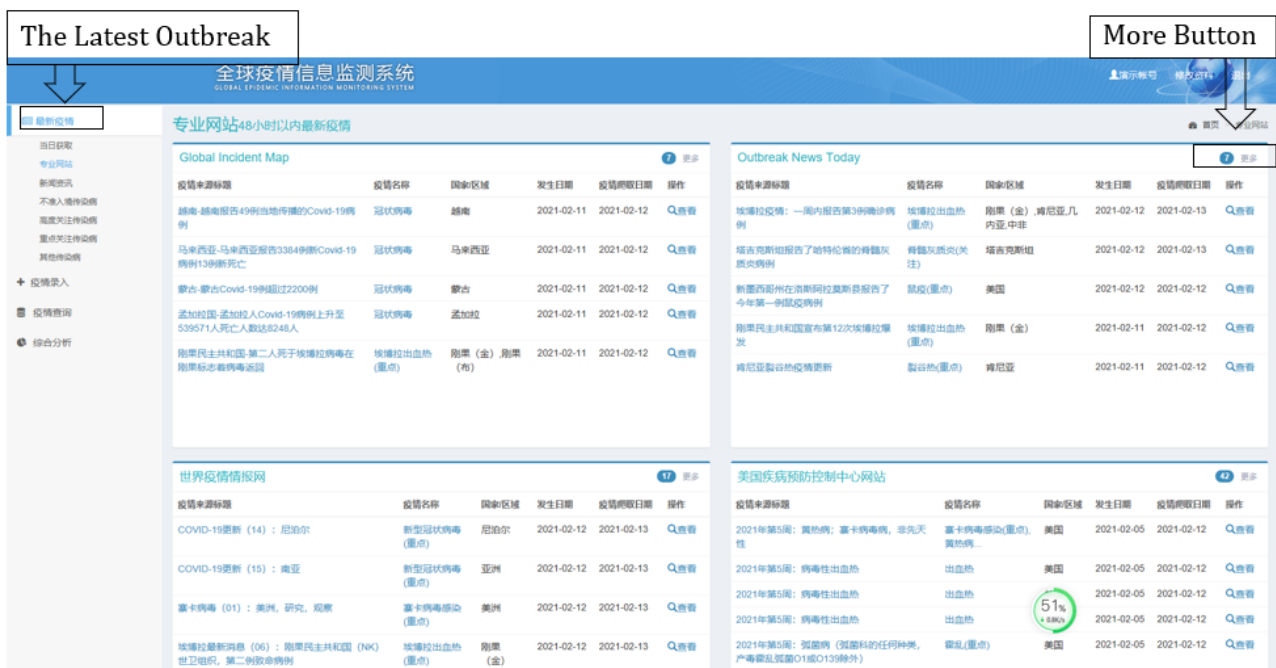 The Latest Outbreak
More Button
全球疫情信息监测系统
GLOBAL EPIDEMIC INFORMATION MONITORING SYSTEM
演示帐号 修改资料
最新疫情
当日获取
专业网站
新闻资讯
不准入境传染病
高度关注传染病
重点关注传染病
其他传染病
疫情录入
疫情查询
综合分析
专业网站48小时以内最新疫情
首页 专业网站
Global Incident Map 7 更多
疫情来源标题 疫情名称 国家/区域 发生日期 疫情爬取日期 操作
越南-越南报告49例当地传播的Covid-19病 冠状病毒 越南 2021-02-11 2021-02-12 查看
例
马来西亚-马来西亚报告3384例新Covid-19 冠状病毒 马来西亚 2021-02-11 2021-02-12 查看
病例13例新死亡
蒙古-蒙古Covid-19例超过2200例 冠状病毒 蒙古 2021-02-11 2021-02-12 查看
孟加拉国-孟加拉人Covid-19病例上升至 冠状病毒 孟加拉 2021-02-11 2021-02-12 查看
539571人死亡人数达8248人
刚果民主共和国-第二人死于埃博拉病毒在 埃博拉出血热 刚果（金）,刚果 2021-02-11 2021-02-12 查看
刚果标志着病毒返回 (重点) （布）
Outbreak News Today 7 更多
疫情来源标题 疫情名称 国家/区域 发生日期 疫情爬取日期 操作
埃博拉疫情：一周内报告第3例确诊病 埃博拉出血热 刚果（金）,肯尼亚,几 2021-02-12 2021-02-13 查看
例 (重点) 内亚,中非
塔吉克斯坦报告了哈特伦省的脊髓灰 脊髓灰质炎(关 塔吉克斯坦 2021-02-12 2021-02-13 查看
质炎病例 注)
新墨西哥州在洛斯阿拉莫斯县报告了 鼠疫(重点) 美国 2021-02-12 2021-02-12 查看
今年第一例鼠疫病例
刚果民主共和国宣布第12次埃博拉爆 埃博拉出血热 刚果（金） 2021-02-11 2021-02-12 查看
发 (重点)
肯尼亚裂谷热疫情更新 裂谷热(重点) 肯尼亚 2021-02-11 2021-02-12 查看
世界疫情情报网 17 更多
疫情来源标题 疫情名称 国家/区域 发生日期 疫情爬取日期 操作
COVID-19更新（14）：尼泊尔 新型冠状病毒 尼泊尔 2021-02-12 2021-02-13 查看
(重点)
COVID-19更新（15）：南亚 新型冠状病毒 亚洲 2021-02-12 2021-02-13 查看
(重点)
寨卡病毒（01）：美洲，研究，观察 寨卡病毒感染 美洲 2021-02-12 2021-02-13 查看
(重点)
埃博拉最新消息（06）：刚果民主共和国（NK） 埃博拉出血热 刚果 2021-02-12 2021-02-13 查看
世卫组织，第二例致命病例 (重点) （金）
美国疾病预防控制中心网站 42 更多
疫情来源标题 疫情名称 国家/区域 发生日期 疫情爬取日期 操作
2021年第5周：黄热病；寨卡病毒病，非先天 寨卡病毒感染(重点), 美国 2021-02-05 2021-02-12 查看
性 黄热病...
2021年第5周：病毒性出血热 出血热 美国 2021-02-05 2021-02-12 查看
2021年第5周：病毒性出血热 出血热 2021-02-05 2021-02-12 查看
2021年第5周：病毒性出血热 出血热 2021-02-05 2021-02-12 查看
2021年第5周：弧菌病（弧菌科的任何种类， 霍乱(重点) 美国 2021-02-05 2021-02-12 查看
产毒霍乱弧菌O1或O139除外）
51%